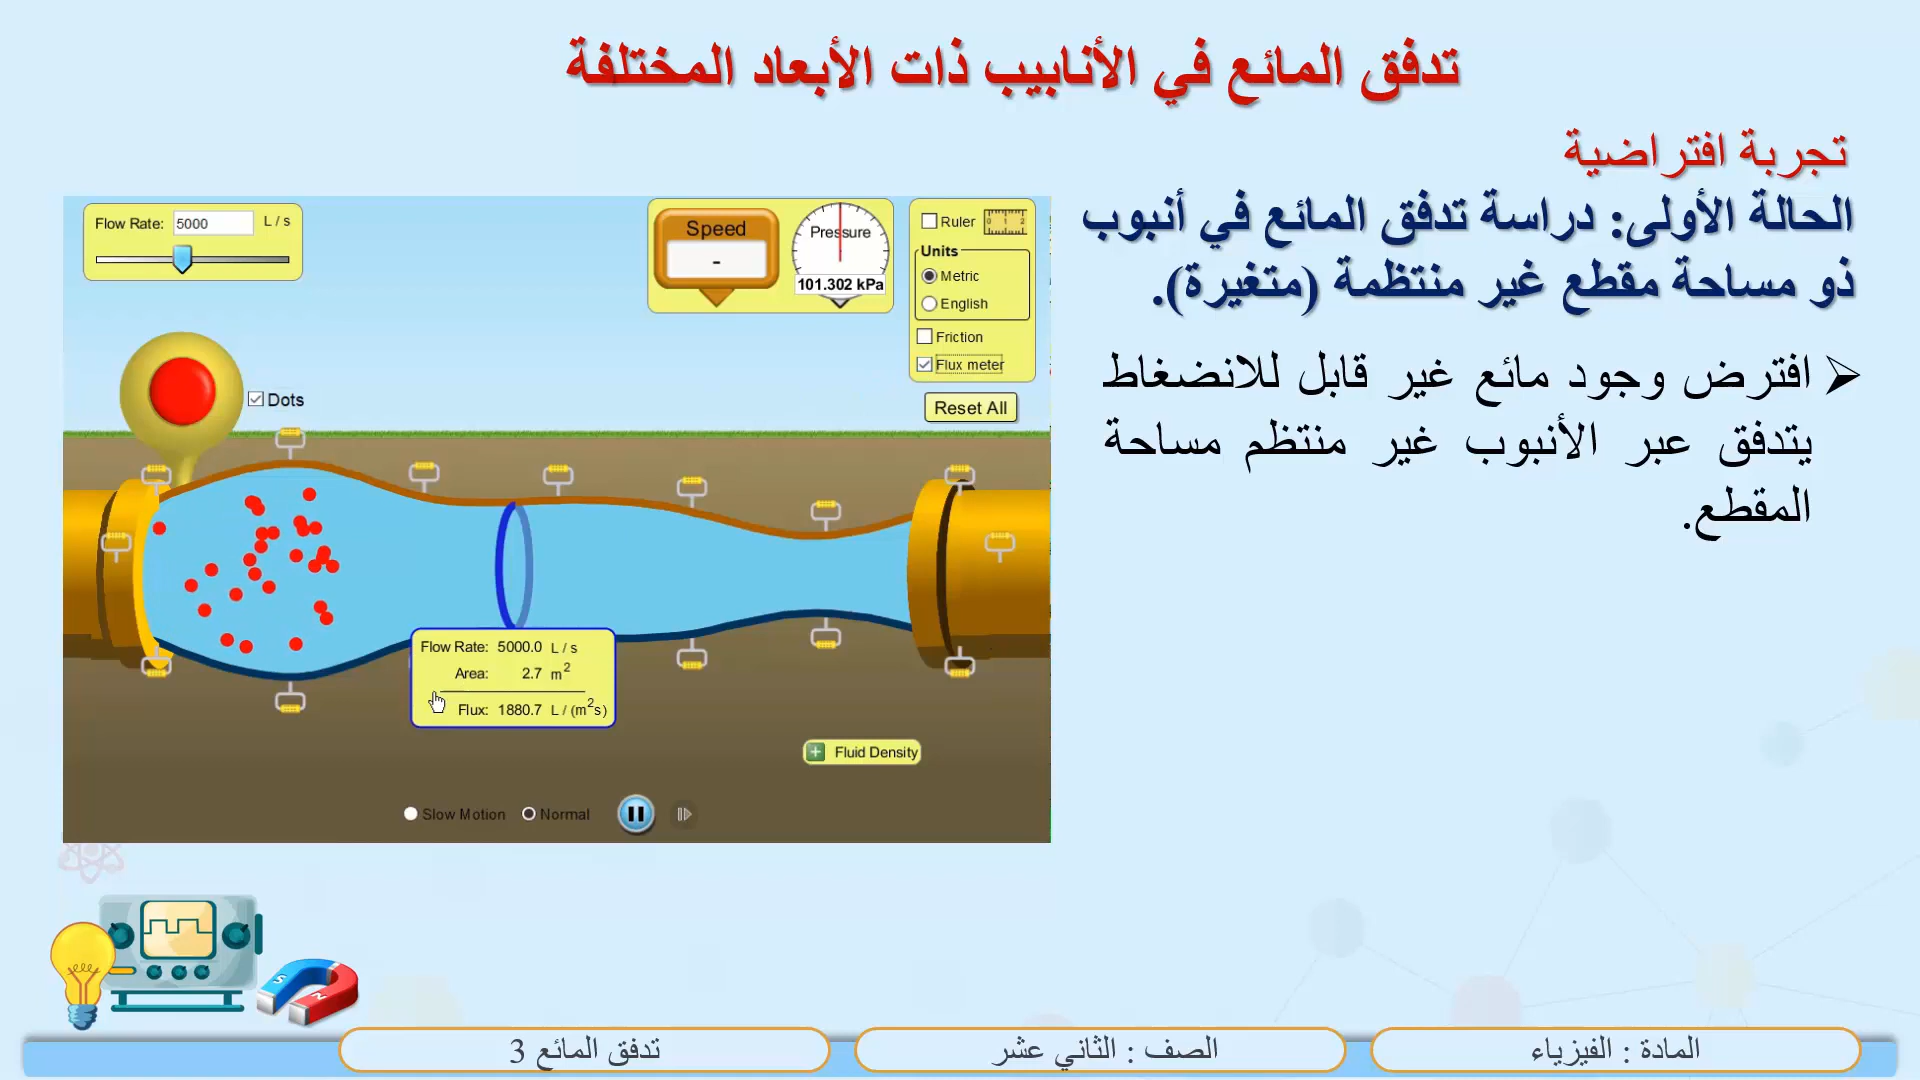 تدفق المائع في الأنابيب ذات الأبعاد المختلفة
تجربة افتراضية
الحالة الأولى: دراسة تدفق المائع في أنبوب
ذو مساحة مقطع غير منتظمة (متغيرة).
افترض وجود مائع غير قابل للانضغاط
يتدفق عبر الأنبوب غير منتظم مساحة
المقطع.
Flow Rate: 5000 L / s
Speed
-
Pressure
101.302 kPa
Ruler
0 1 2
Units
Metric
English
Friction
Flux meter
Reset All
Dots
Flow Rate: 5000.0 L / s
Area: 2.7 m²
Flux: 1880.7 L / (m²s)
Fluid Density
Slow Motion Normal
S
N
المادة : الفيزياء
الصف : الثاني عشر
تدفق المائع 3